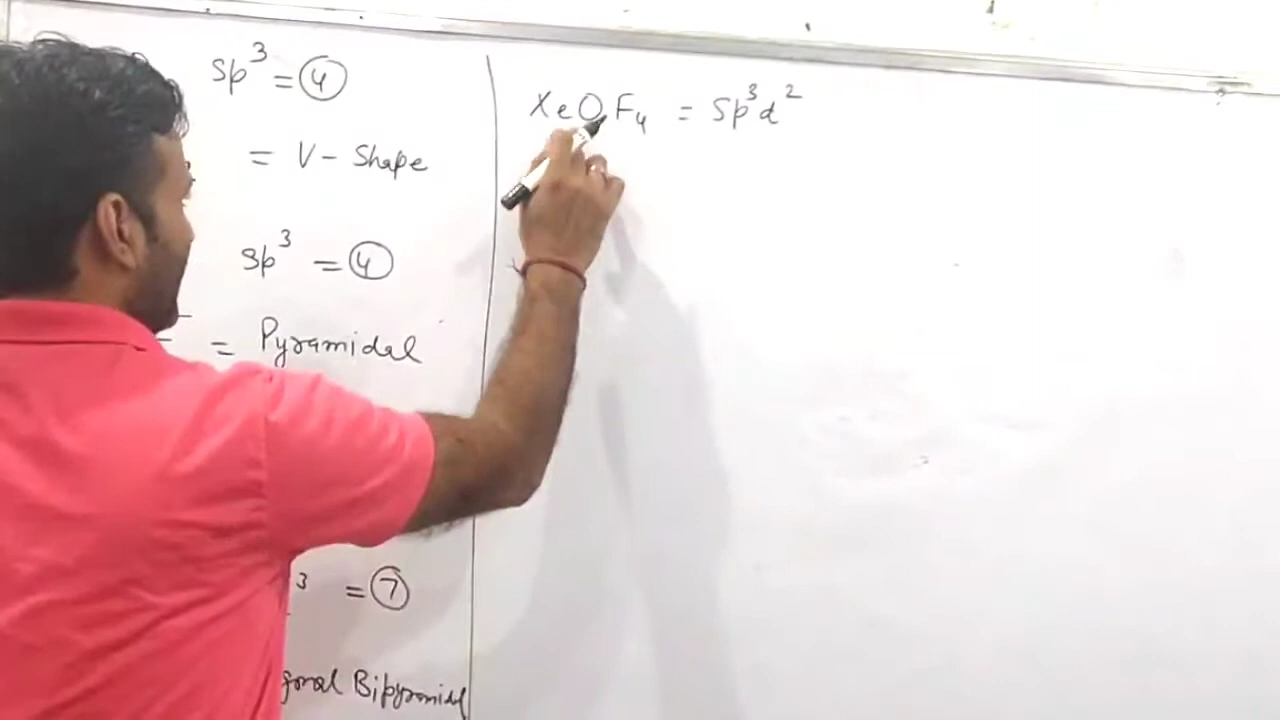 sp³ = 4
= V - Shape
sp³ = 4
= Pyramidal
³ = 7
gonal Bipyramidal
XeOF₄ = sp³d²